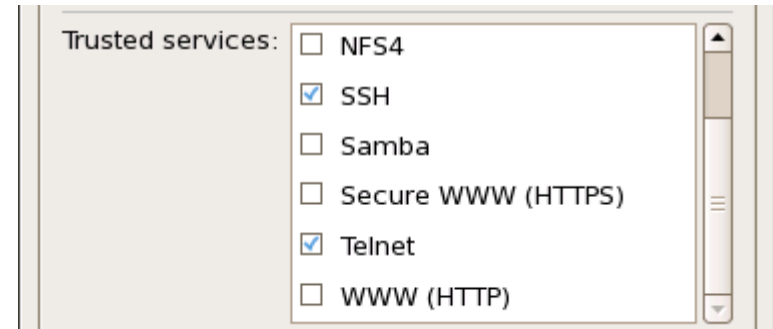 Trusted services:
NFS4
SSH
Samba
Secure WWW (HTTPS)
Telnet
WWW (HTTP)